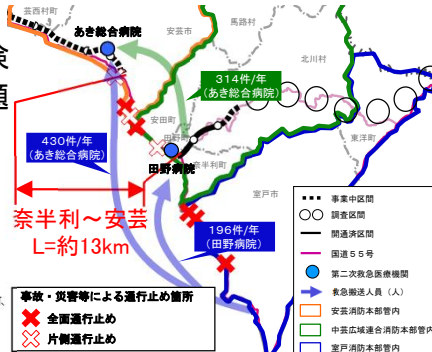 芸西村町
馬路村
検
題
あき総合病院
安芸市
北川村
314件/年
(あき総合病院)
安田町
430件/年
(あき総合病院)
田野町
東洋町
田野病院
奈半利町
奈半利～安芸
L=約13km
室戸市
196件/年
(田野病院)
事業中区間
調査区間
開通済区間
国道５５号
第二次救急医療機関
救急搬送人員（人）
安芸消防本部管内
中芸広域連合消防本部管内
室戸消防本部管内
事故・災害等による通行止め箇所
全面通行止め
片側通行止め